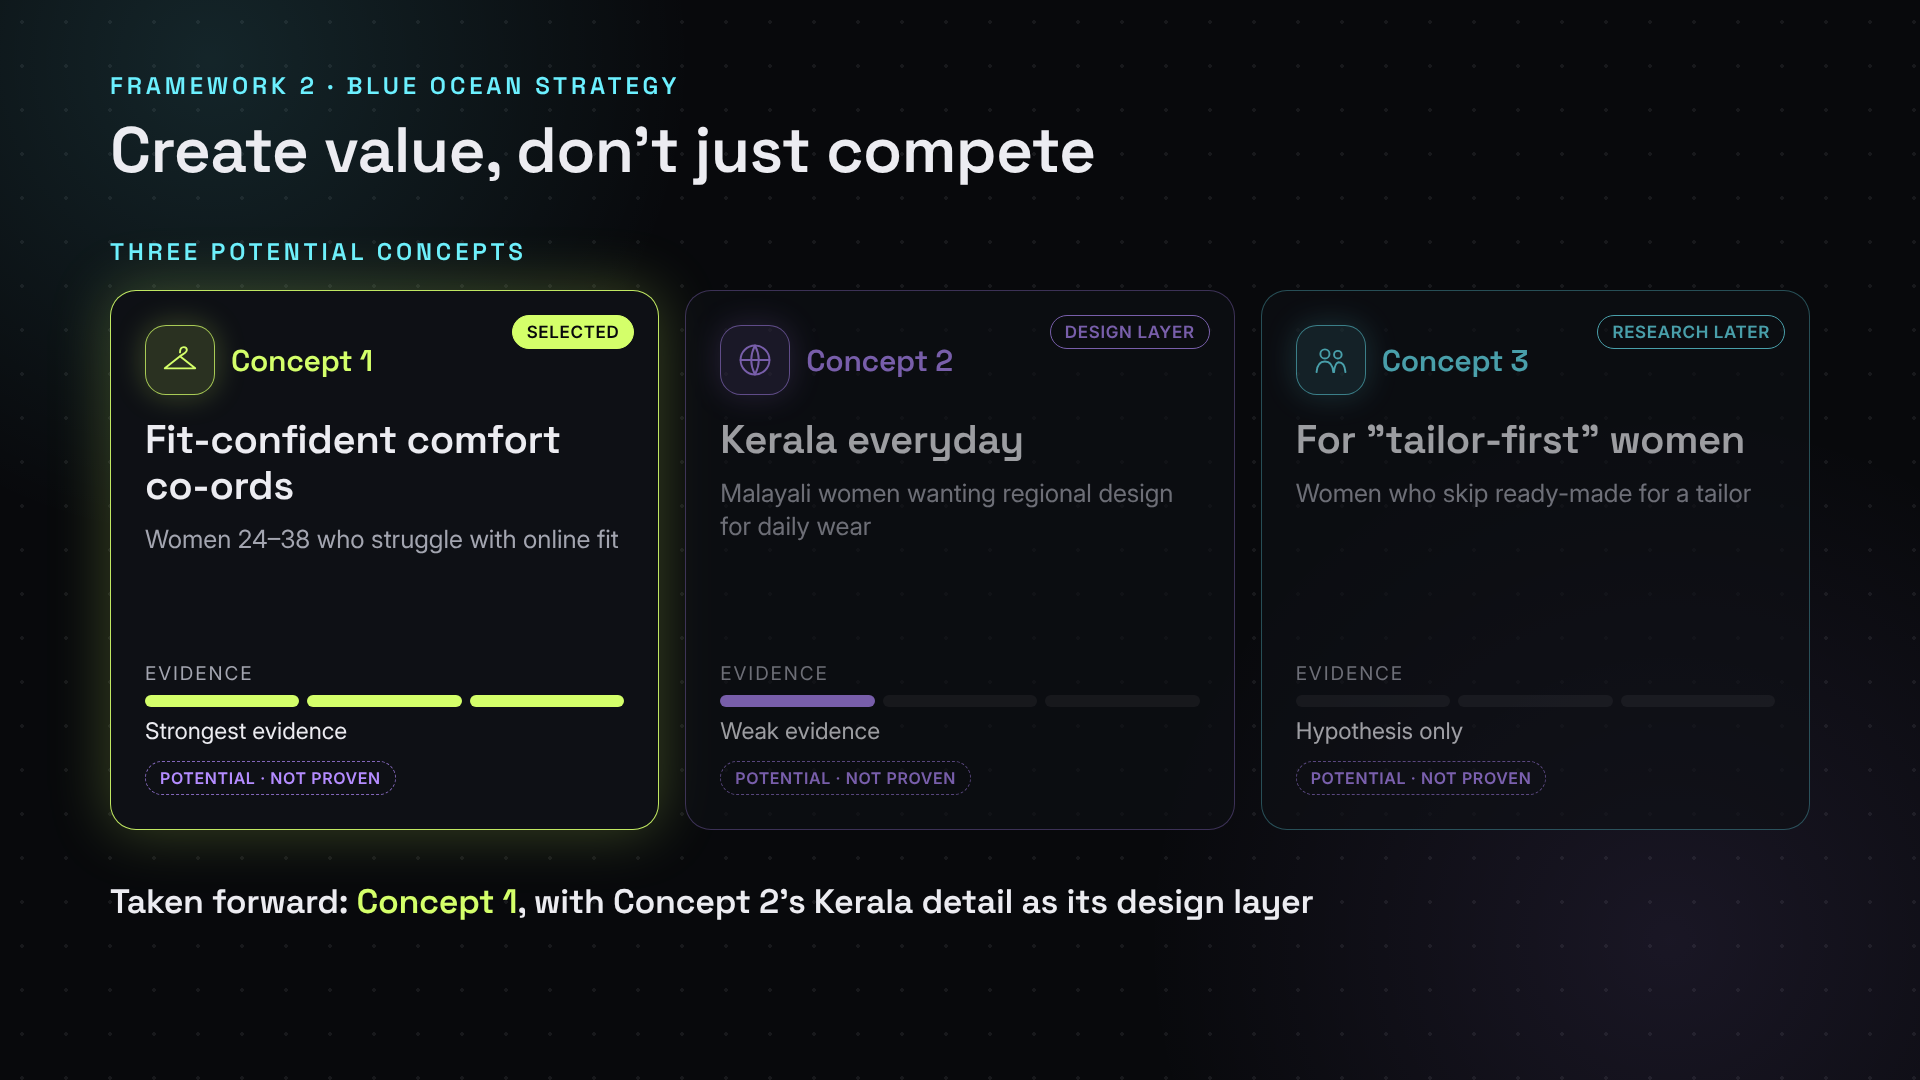 FRAMEWORK 2 · BLUE OCEAN STRATEGY
Create value, don’t just compete
THREE POTENTIAL CONCEPTS
SELECTED
Concept 1
Fit-confident comfort
co-ords
Women 24–38 who struggle with online fit
EVIDENCE
Strongest evidence
POTENTIAL · NOT PROVEN
DESIGN LAYER
Concept 2
Kerala everyday
Malayali women wanting regional design
for daily wear
EVIDENCE
Weak evidence
POTENTIAL · NOT PROVEN
RESEARCH LATER
Concept 3
For ”tailor-first” women
Women who skip ready-made for a tailor
EVIDENCE
Hypothesis only
POTENTIAL · NOT PROVEN
Taken forward: Concept 1, with Concept 2’s Kerala detail as its design layer